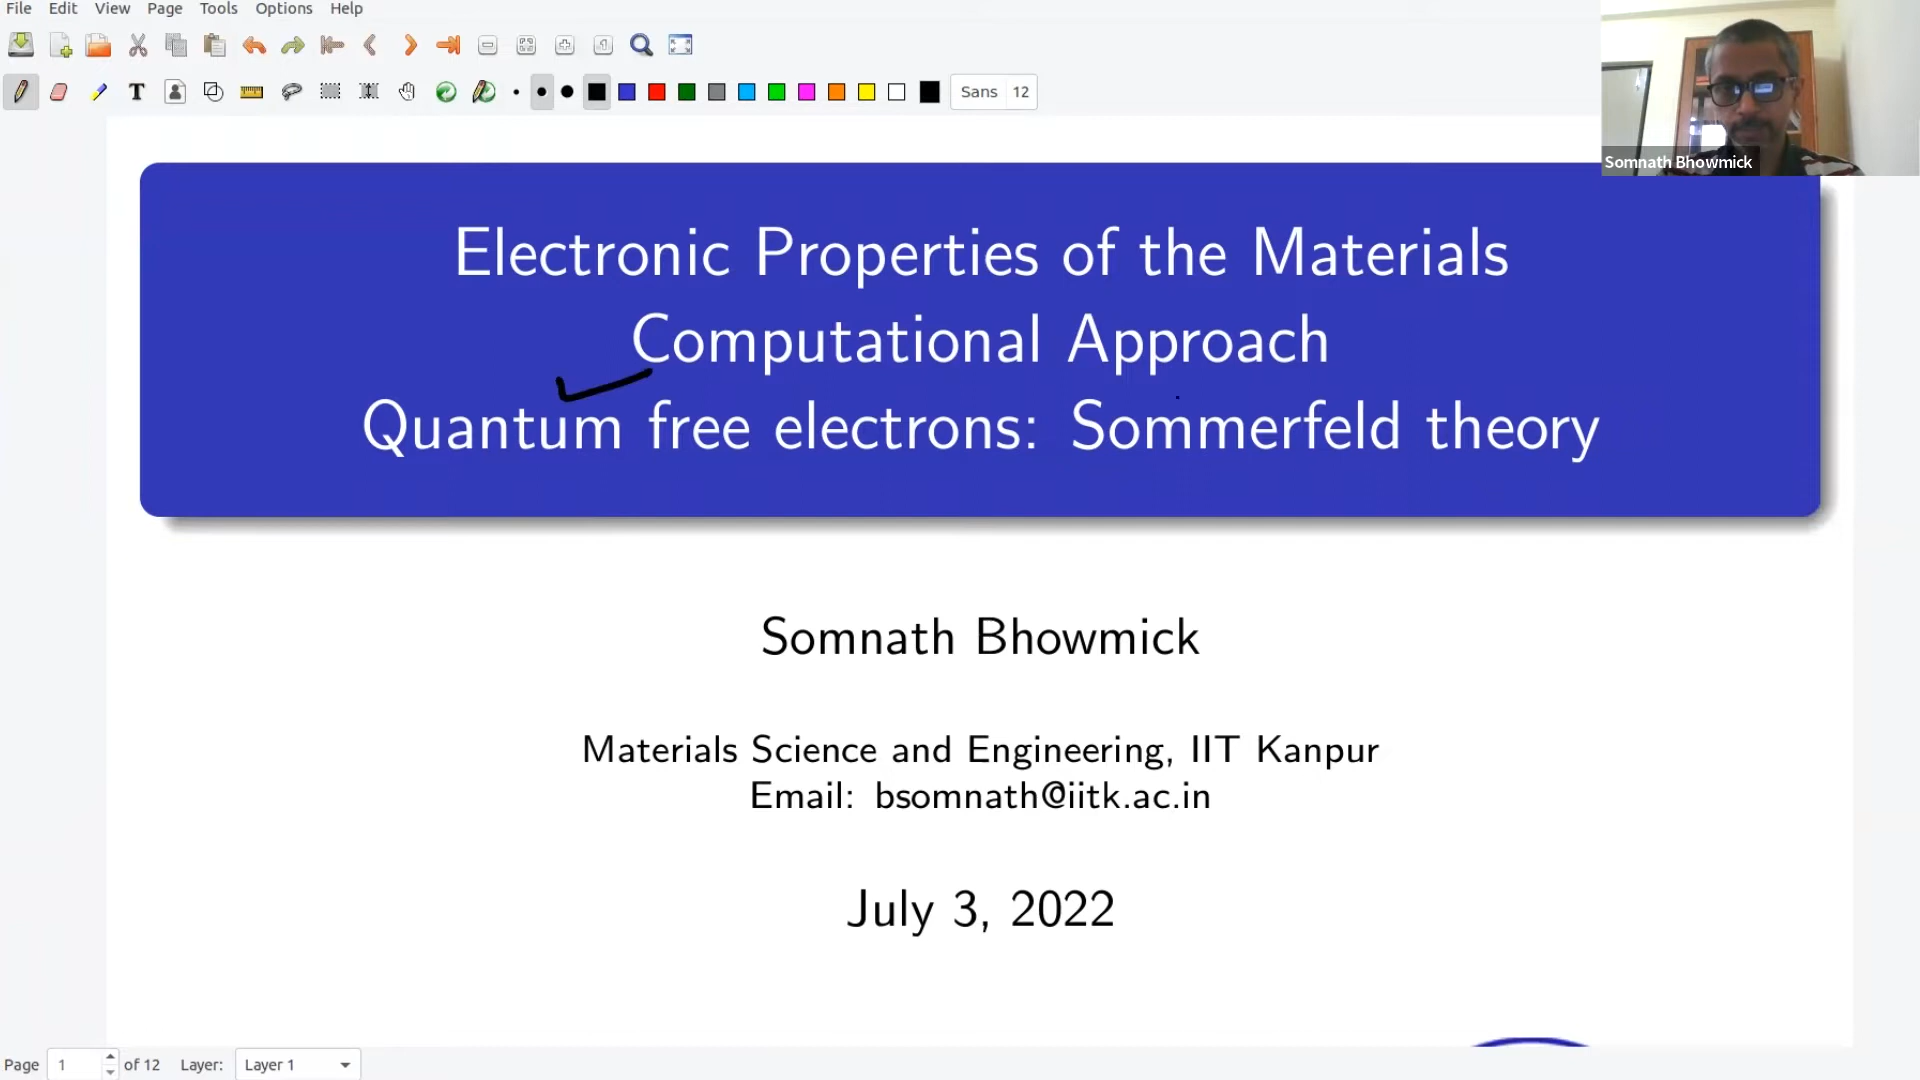 File Edit View Page Tools Options Help
T Sans 12
Somnath Bhowmick
Electronic Properties of the Materials
Computational Approach
Quantum free electrons: Sommerfeld theory
Somnath Bhowmick
Materials Science and Engineering, IIT Kanpur
Email: bsomnath@iitk.ac.in
July 3, 2022
Page 1 of 12 Layer: Layer 1